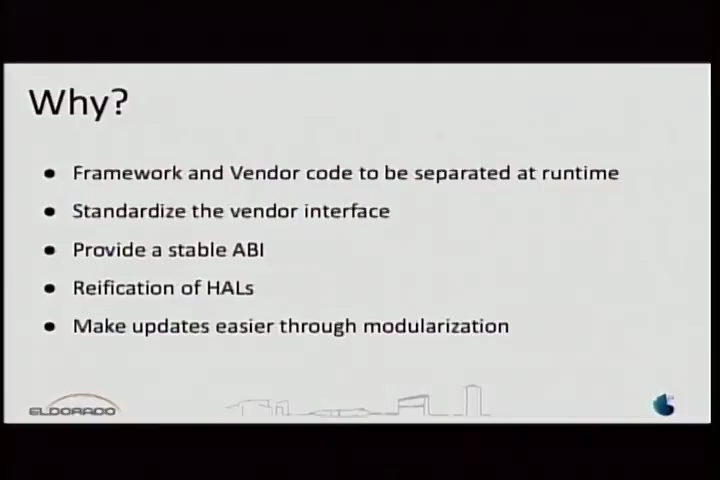 Why?
Framework and Vendor code to be separated at runtime
Standardize the vendor interface
Provide a stable ABI
Reification of HALs
Make updates easier through modularization
ELDORADO